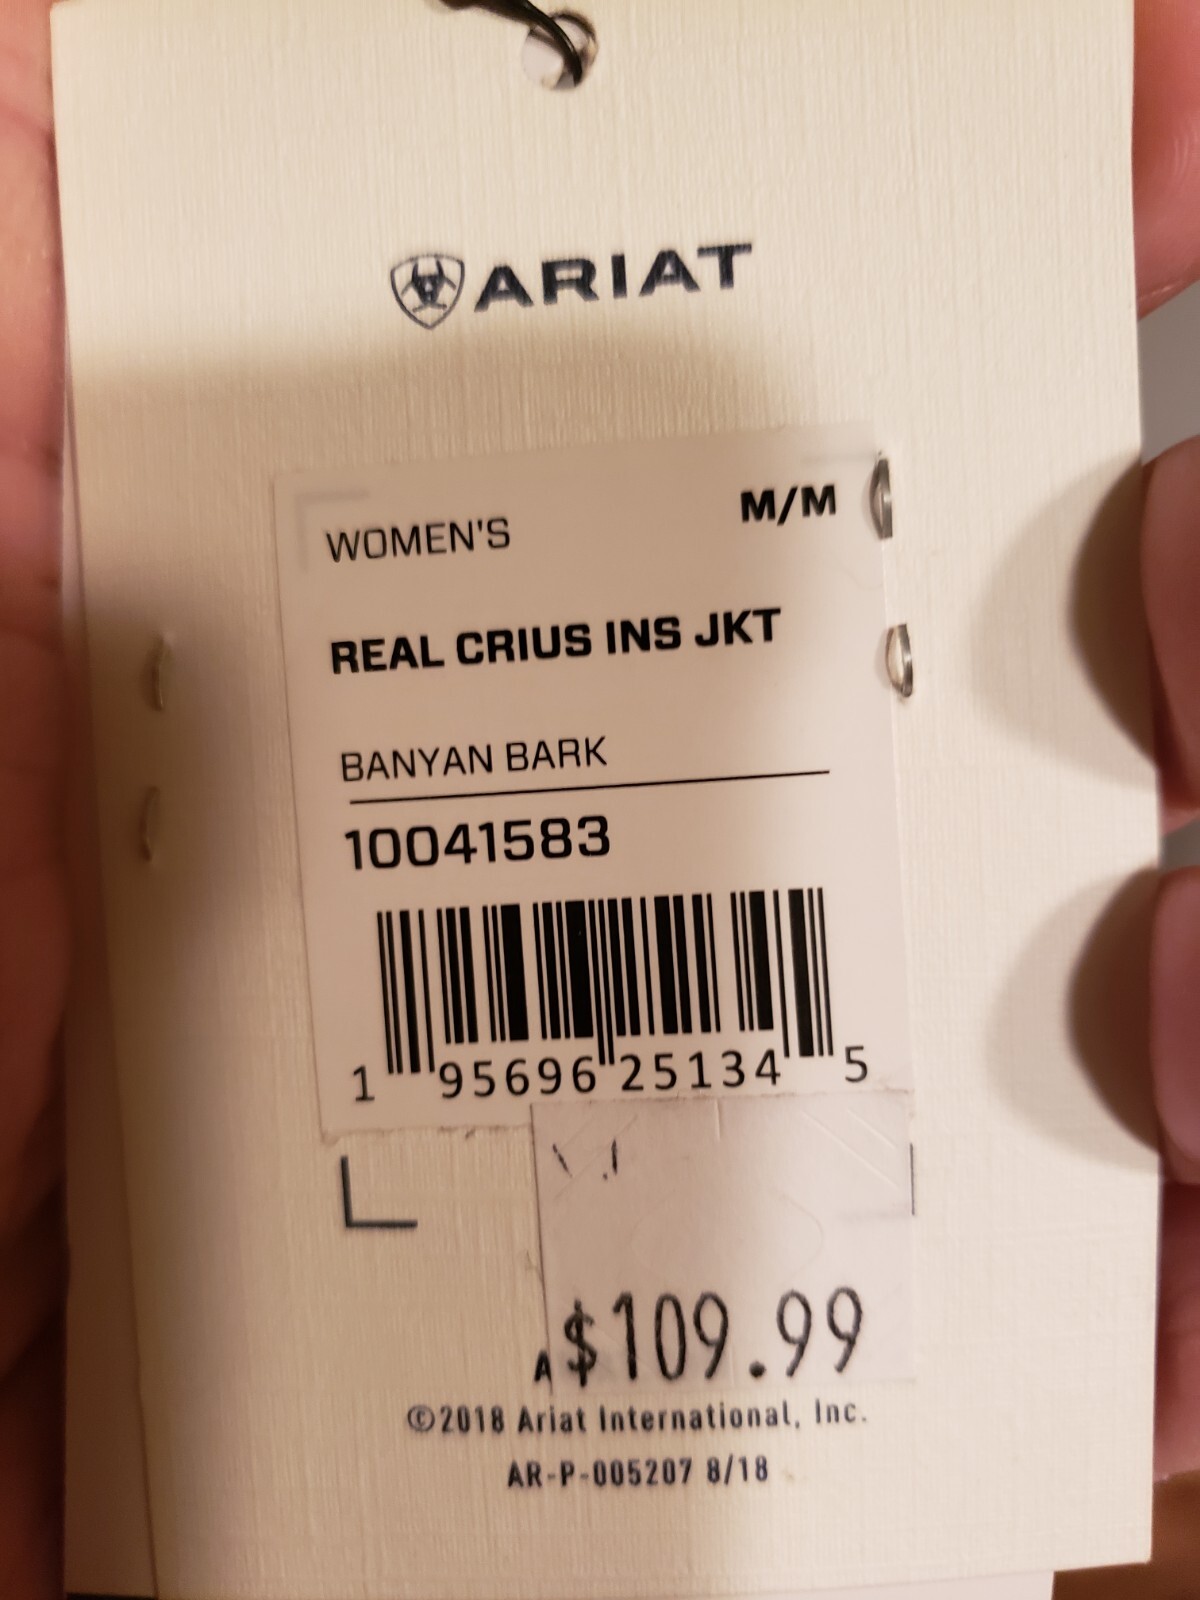 ARIAT
WOMEN'S M/M
REAL CRIUS INS JKT
BANYAN BARK
10041583
1 95696 25134 5
A $109.99
©2018 Ariat International, Inc.
AR-P-005207 8/18